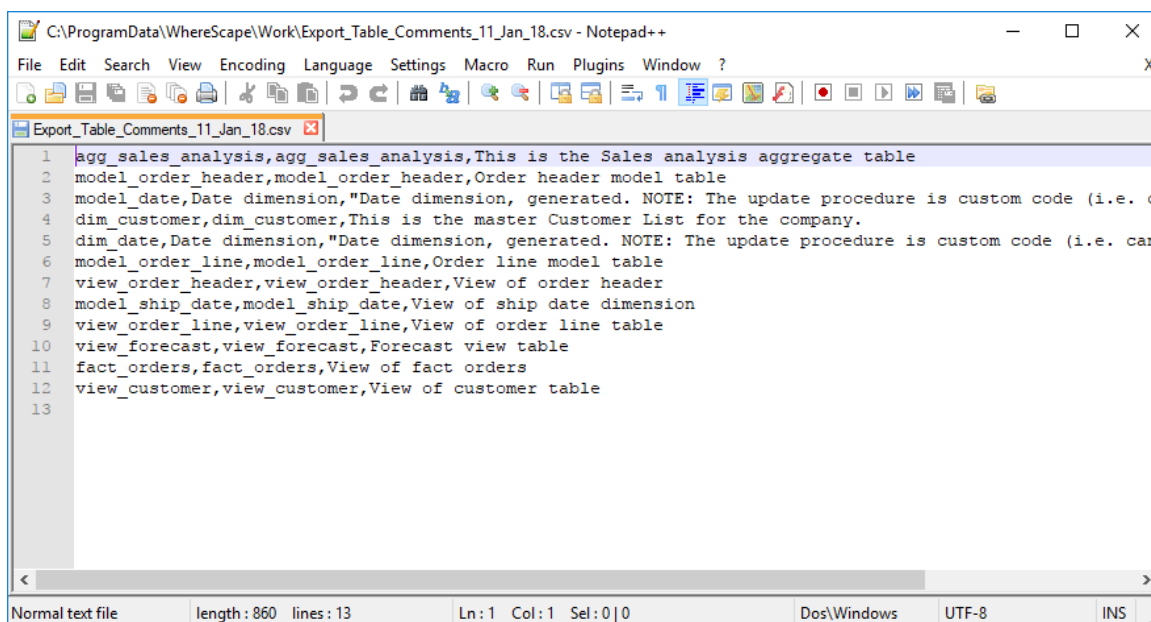 C:\ProgramData\WhereScape\Work\Export_Table_Comments_11_Jan_18.csv - Notepad++
File Edit Search View Encoding Language Settings Macro Run Plugins Window ? X
Export_Table_Comments_11_Jan_18.csv
1 agg_sales_analysis,agg_sales_analysis,This is the Sales analysis aggregate table
2 model_order_header,model_order_header,Order header model table
3 model_date,Date dimension,"Date dimension, generated. NOTE: The update procedure is custom code (i.e.
4 dim_customer,dim_customer,This is the master Customer List for the company.
5 dim_date,Date dimension,"Date dimension, generated. NOTE: The update procedure is custom code (i.e.
6 model_order_line,model_order_line,Order line model table
7 view_order_header,view_order_header,View of order header
8 model_ship_date,model_ship_date,View of ship date dimension
9 view_order_line,view_order_line,View of order line table
10 view_forecast,view_forecast,Forecast view table
11 fact_orders,fact_orders,View of fact orders
12 view_customer,view_customer,View of customer table
13
Normal text file length : 860 lines : 13 Ln : 1 Col : 1 Sel : 0 | 0 Dos\Windows UTF-8 INS